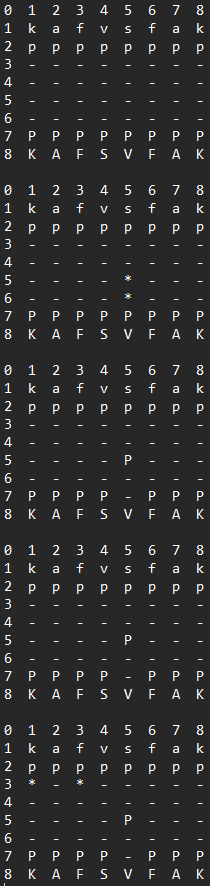 0 1 2 3 4 5 6 7 8
1 k a f v s f a k
2 p p p p p p p p
3 - - - - - - - -
4 - - - - - - - -
5 - - - - - - - -
6 - - - - - - - -
7 P P P P P P P P
8 K A F S V F A K
0 1 2 3 4 5 6 7 8
1 k a f v s f a k
2 p p p p p p p p
3 - - - - - - - -
4 - - - - - - - -
5 - - - - * - - -
6 - - - - * - - -
7 P P P P P P P P
8 K A F S V F A K
0 1 2 3 4 5 6 7 8
1 k a f v s f a k
2 p p p p p p p p
3 - - - - - - - -
4 - - - - - - - -
5 - - - - P - - -
6 - - - - - - - -
7 P P P P - P P P
8 K A F S V F A K
0 1 2 3 4 5 6 7 8
1 k a f v s f a k
2 p p p p p p p p
3 - - - - - - - -
4 - - - - - - - -
5 - - - - P - - -
6 - - - - - - - -
7 P P P P - P P P
8 K A F S V F A K
0 1 2 3 4 5 6 7 8
1 k a f v s f a k
2 p p p p p p p p
3 * - * - - - - -
4 - - - - - - - -
5 - - - - P - - -
6 - - - - - - - -
7 P P P P - P P P
8 K A F S V F A K